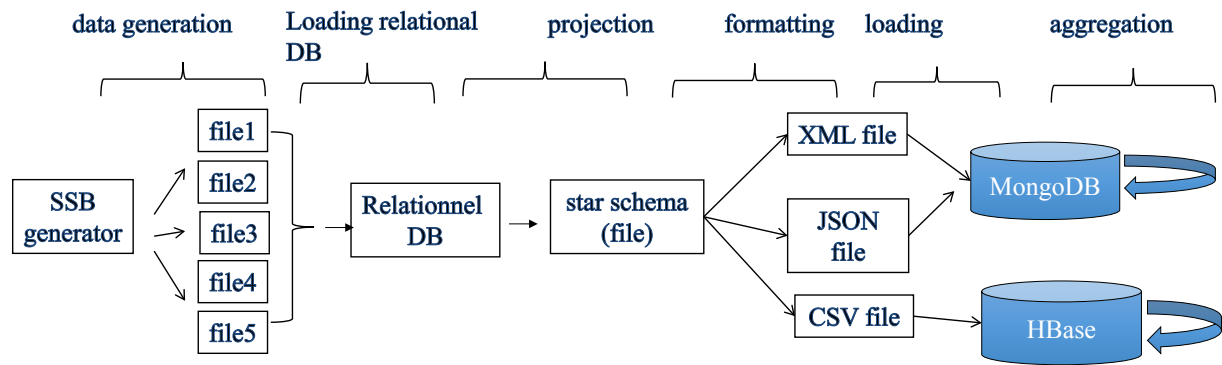 data generation
Loading relational
DB
projection
formatting
loading
aggregation
SSB
generator
file1
file2
file3
file4
file5
Relationnel
DB
star schema
(file)
XML file
JSON
file
CSV file
MongoDB
HBase